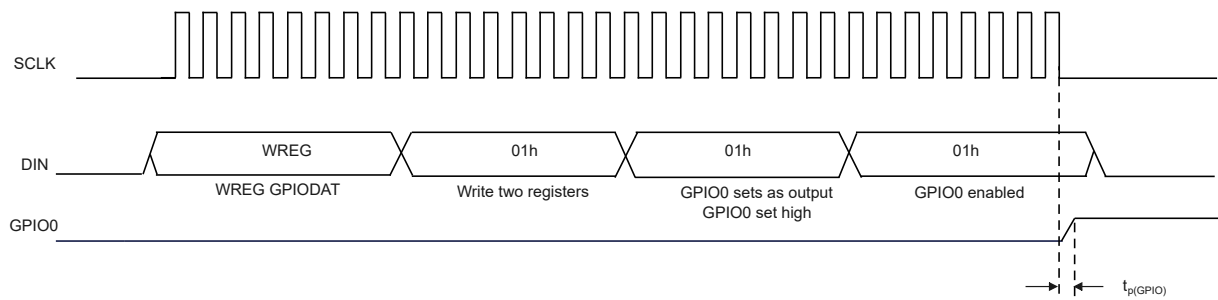 SCLK
DIN
WREG
01h
01h
01h
WREG GPIODAT
Write two registers
GPIO0 sets as output
GPIO0 set high
GPIO0 enabled
GPIO0
tp(GPIO)